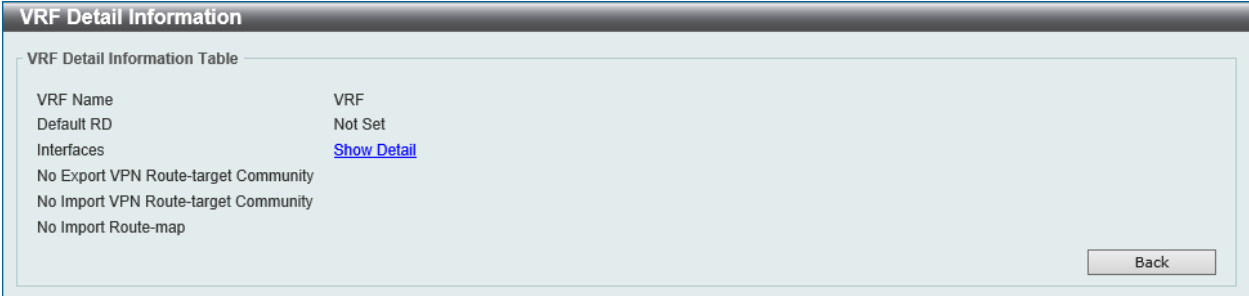 VRF Detail Information
VRF Detail Information Table
VRF Name VRF
Default RD Not Set
Interfaces Show Detail
No Export VPN Route-target Community
No Import VPN Route-target Community
No Import Route-map
Back